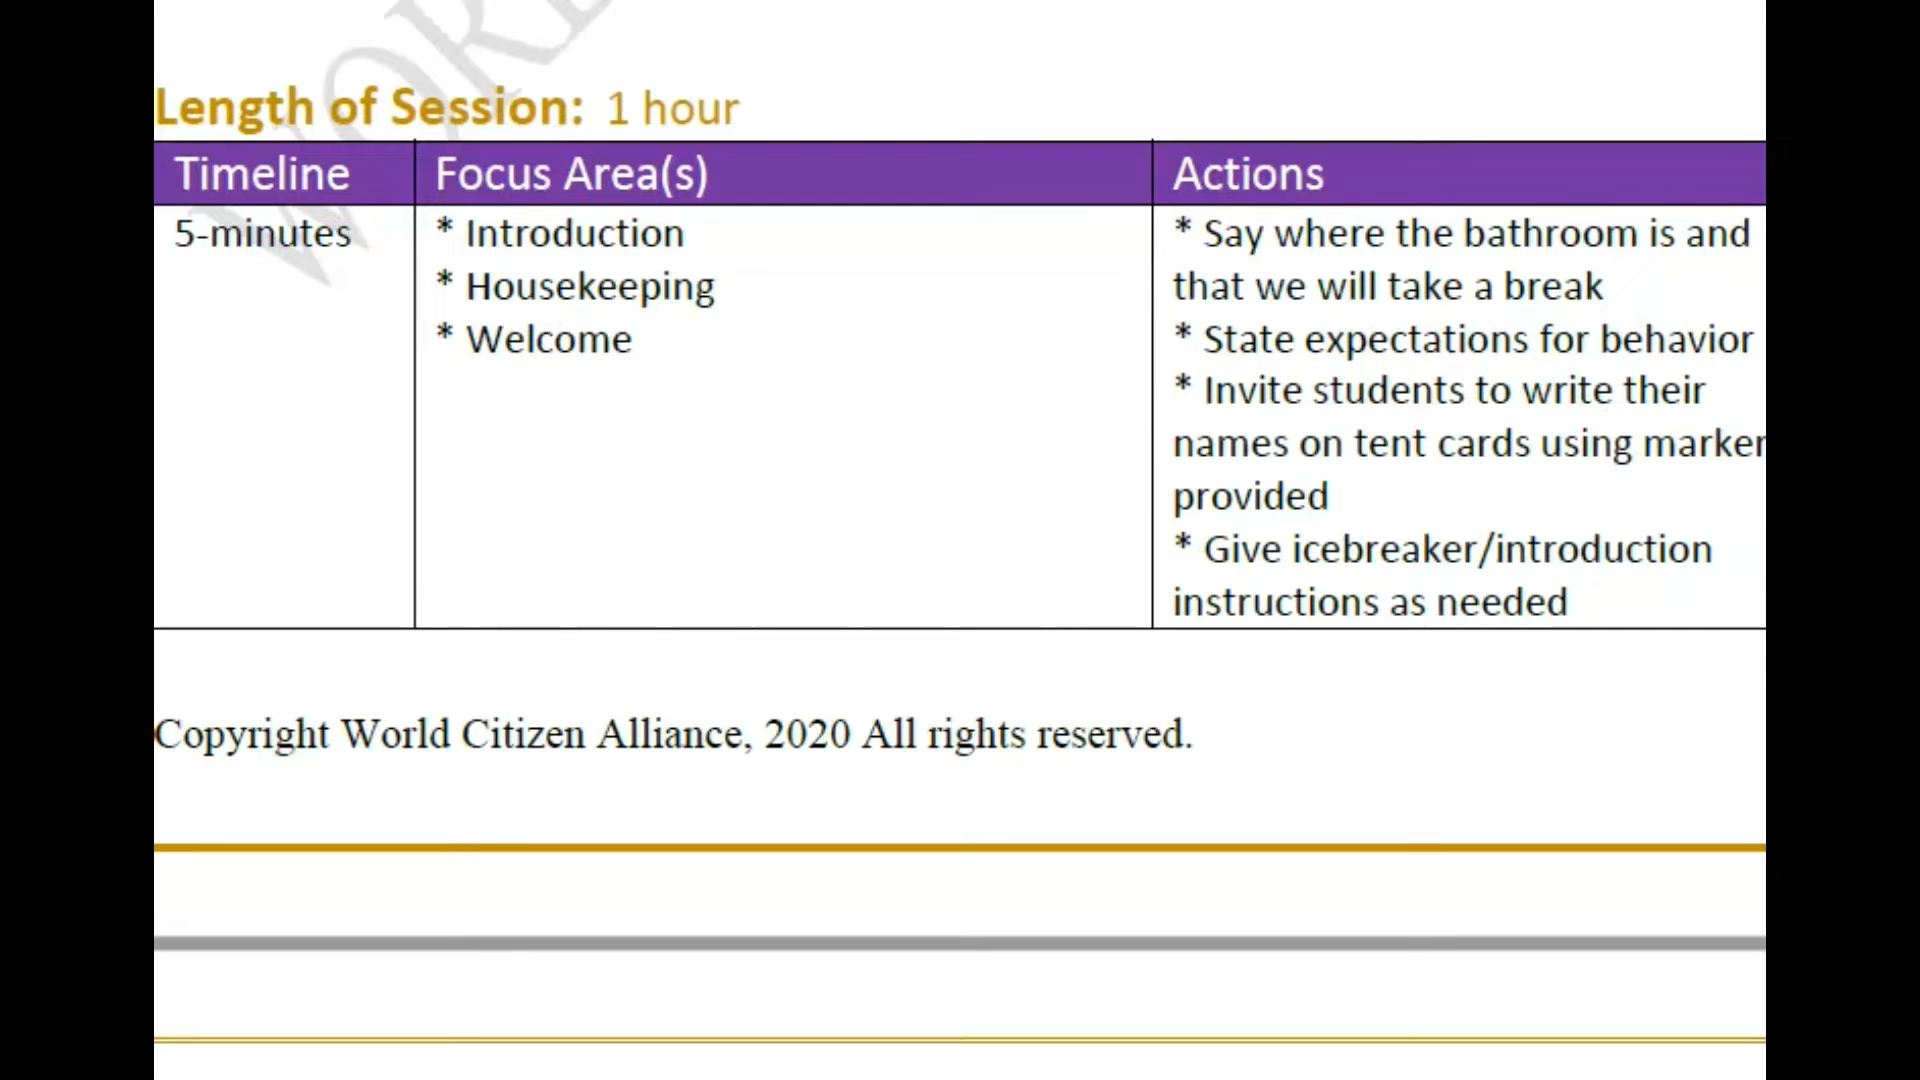 WORL
Length of Session: 1 hour
Timeline Focus Area(s) Actions
5-minutes
* Introduction
* Housekeeping
* Welcome
* Say where the bathroom is and
that we will take a break
* State expectations for behavior
* Invite students to write their
names on tent cards using marker
provided
* Give icebreaker/introduction
instructions as needed
Copyright World Citizen Alliance, 2020 All rights reserved.